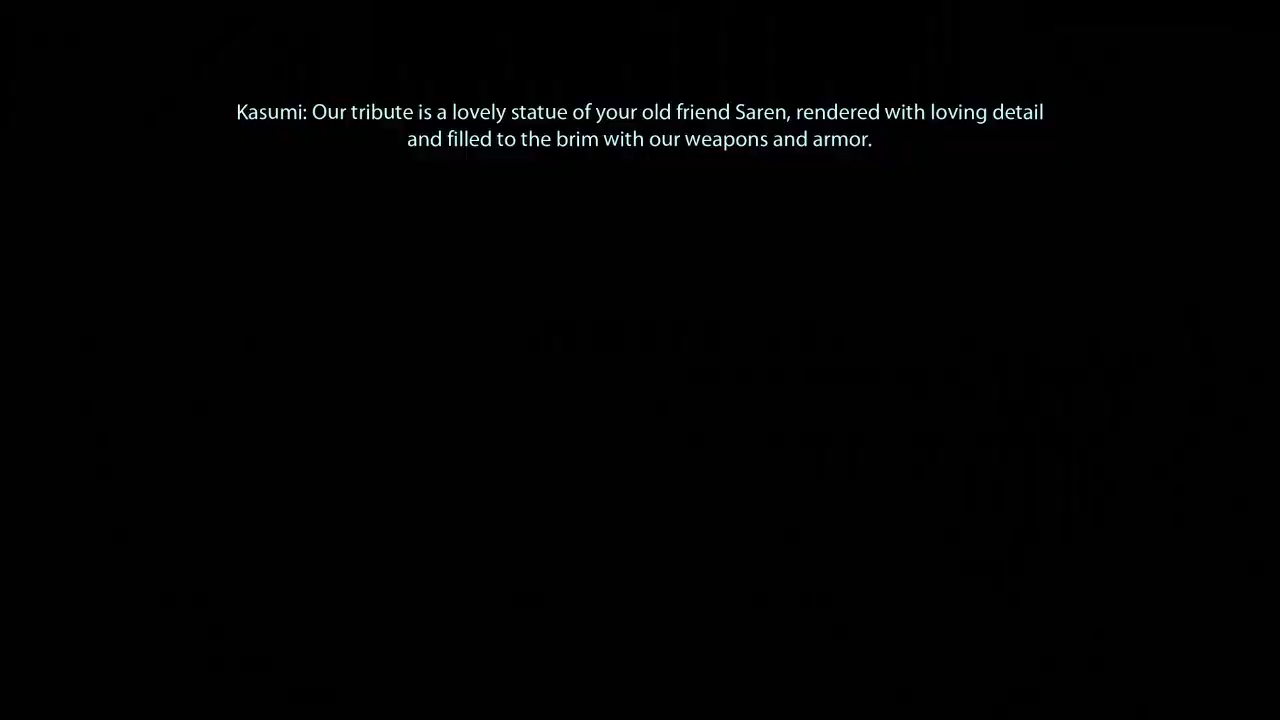 Kasumi: Our tribute is a lovely statue of your old friend Saren, rendered with loving detail
and filled to the brim with our weapons and armor.